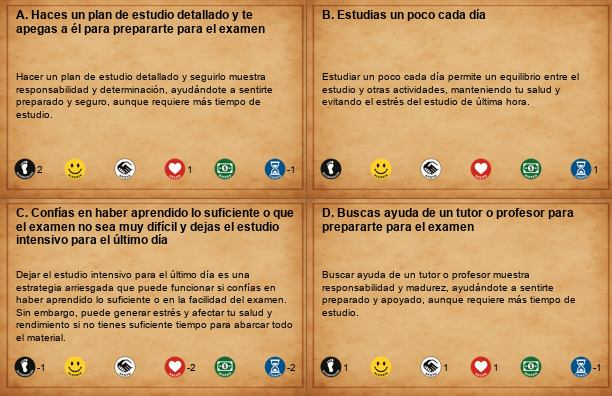 A. Haces un plan de estudio detallado y te
apegas a él para prepararte para el examen
Hacer un plan de estudio detallado y seguirlo muestra
responsabilidad y determinación, ayudándote a sentirte
preparado y seguro, aunque requiere más tiempo de
estudio.
2 1 -1
B. Estudias un poco cada día
Estudiar un poco cada día permite un equilibrio entre el
estudio y otras actividades, manteniendo tu salud y
evitando el estrés del estudio de última hora.
1
C. Confías en haber aprendido lo suficiente o que
el examen no sea muy difícil y dejas el estudio
intensivo para el último día
Dejar el estudio intensivo para el último día es una
estrategia arriesgada que puede funcionar si confías en
haber aprendido lo suficiente o en la facilidad del examen.
Sin embargo, puede generar estrés y afectar tu salud y
rendimiento si no tienes suficiente tiempo para abarcar todo
el material.
-1 -2 -2
D. Buscas ayuda de un tutor o profesor para
prepararte para el examen
Buscar ayuda de un tutor o profesor muestra
responsabilidad y madurez, ayudándote a sentirte
preparado y apoyado, aunque requiere más tiempo de
estudio.
1 1 1 -1